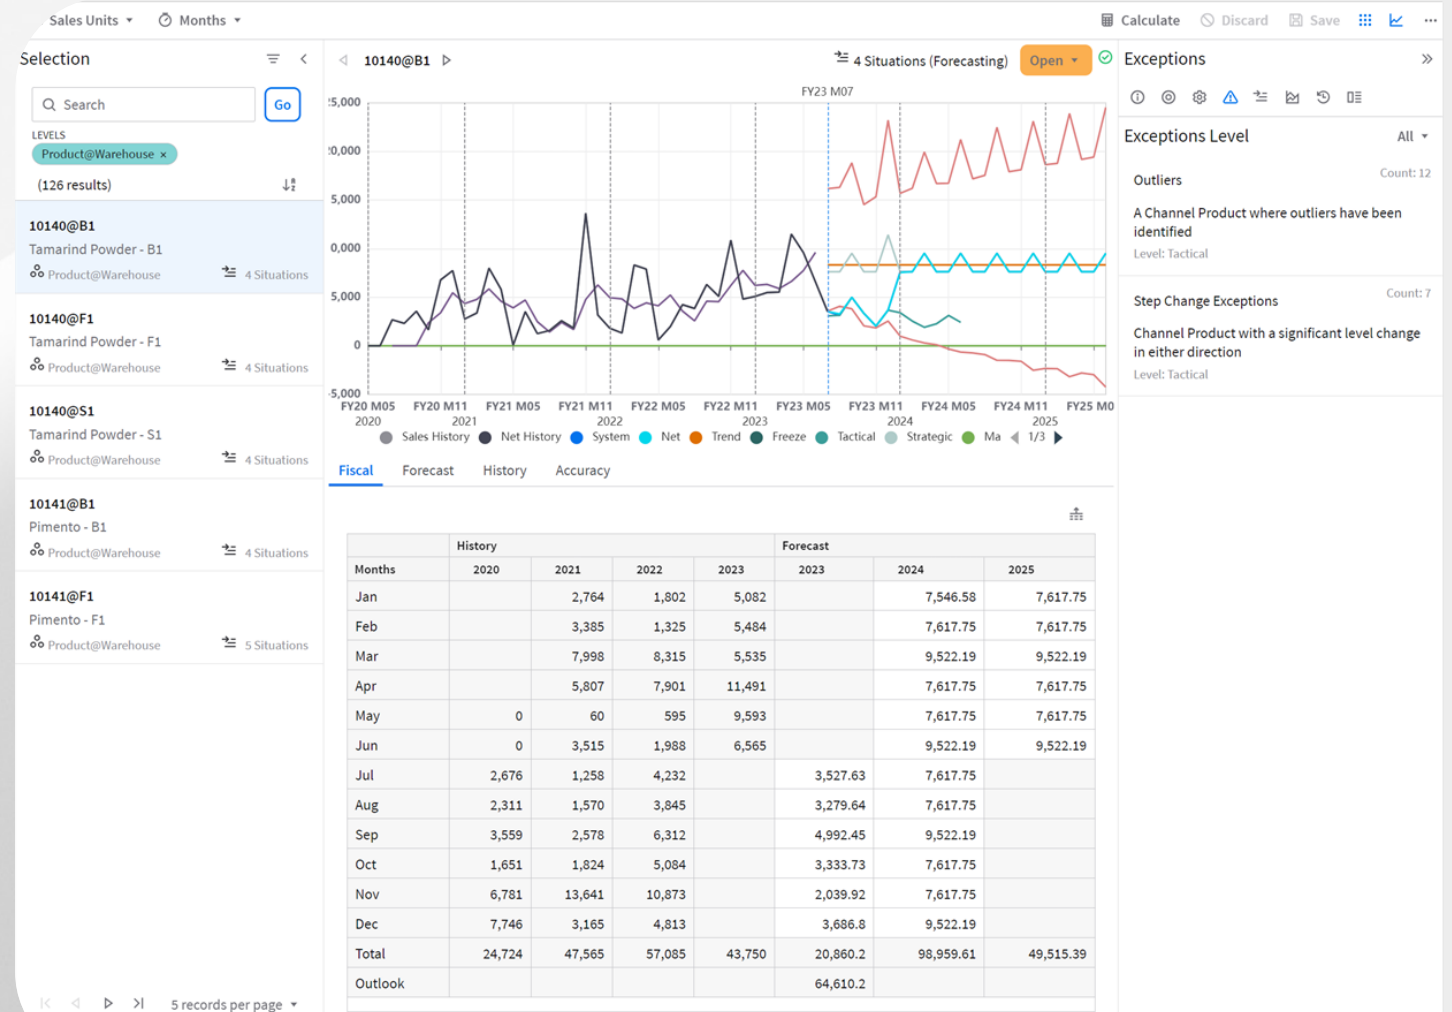 Sales Units Months Calculate Discard Save
Selection
Search Go
LEVELS
Product@Warehouse ×
(126 results)
10140@B1
Tamarind Powder - B1
Product@Warehouse 4 Situations
10140@F1
Tamarind Powder - F1
Product@Warehouse 4 Situations
10140@S1
Tamarind Powder - S1
Product@Warehouse 4 Situations
10141@B1
Pimento - B1
Product@Warehouse 4 Situations
10141@F1
Pimento - F1
Product@Warehouse 5 Situations
5 records per page
10140@B1 4 Situations (Forecasting) Open
FY23 M07
5,000
0,000
5,000
0,000
5,000
0
5,000
FY20 M05 FY20 M11 FY21 M05 FY21 M11 FY22 M05 FY22 M11 FY23 M05 FY23 M11 FY24 M05 FY24 M11 FY25 M0
2020 2021 2022 2023 2024 2025
Sales History Net History System Net Trend Freeze Tactical Strategic Ma 1/3
Fiscal Forecast History Accuracy
History Forecast
Months 2020 2021 2022 2023 2023 2024 2025
Jan 2,764 1,802 5,082 7,546.58 7,617.75
Feb 3,385 1,325 5,484 7,617.75 7,617.75
Mar 7,998 8,315 5,535 9,522.19 9,522.19
Apr 5,807 7,901 11,491 7,617.75 7,617.75
May 0 60 595 9,593 7,617.75 7,617.75
Jun 0 3,515 1,988 6,565 9,522.19 9,522.19
Jul 2,676 1,258 4,232 3,527.63 7,617.75
Aug 2,311 1,570 3,845 3,279.64 7,617.75
Sep 3,559 2,578 6,312 4,992.45 9,522.19
Oct 1,651 1,824 5,084 3,333.73 7,617.75
Nov 6,781 13,641 10,873 2,039.92 7,617.75
Dec 7,746 3,165 4,813 3,686.8 9,522.19
Total 24,724 47,565 57,085 43,750 20,860.2 98,959.61 49,515.39
Outlook 64,610.2
Exceptions
Exceptions Level All
Outliers Count: 12
A Channel Product where outliers have been
identified
Level: Tactical
Step Change Exceptions Count: 7
Channel Product with a significant level change
in either direction
Level: Tactical